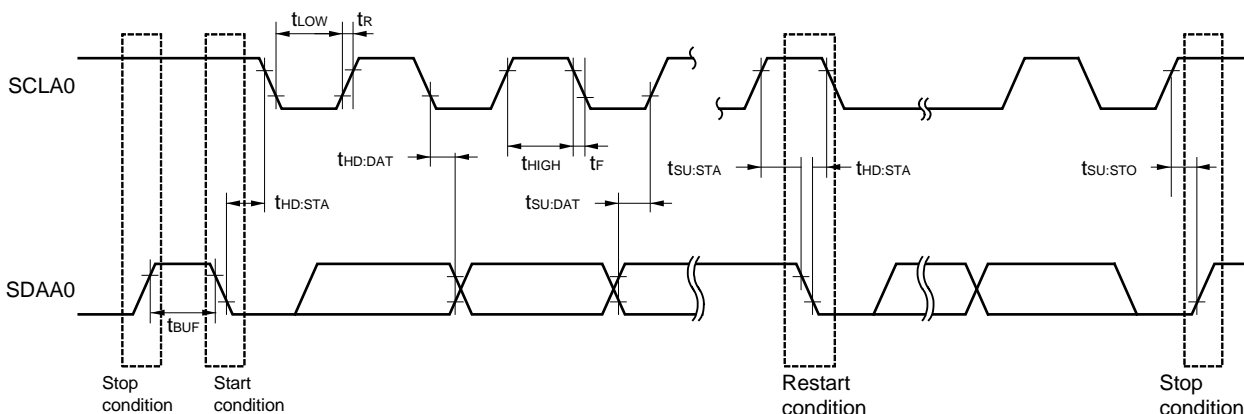 tLOW tR
SCLA0
tHD:DAT tHIGH tF tSU:STA tHD:STA tSU:STO
tHD:STA tSU:DAT
SDAA0
tBUF
Stop condition
Start condition
Restart condition
Stop condition